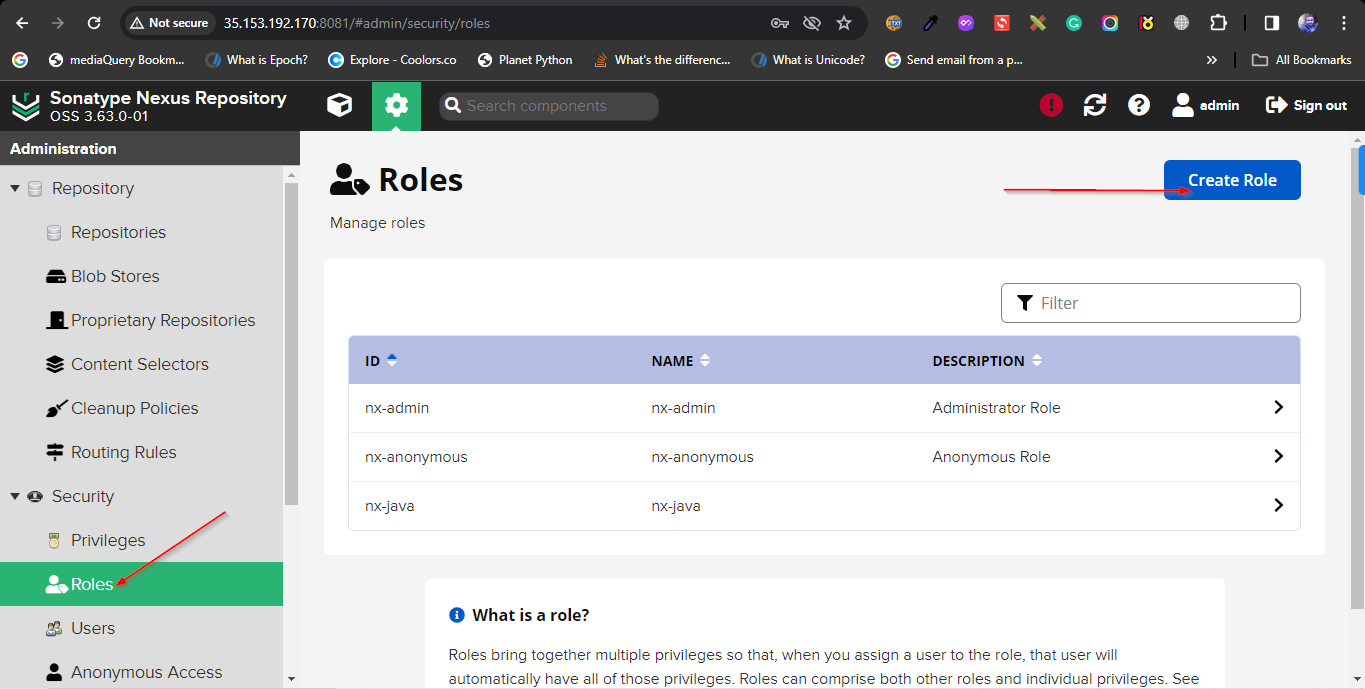 Not secure
35.153.192.170:8081/#admin/security/roles
mediaQuery Bookm...
What is Epoch?
Explore - Coolors.co
Planet Python
What's the differenc...
What is Unicode?
Send email from a p...
»
All Bookmarks
Sonatype Nexus Repository
OSS 3.63.0-01
Search components
admin
Sign out
Administration
Repository
Repositories
Blob Stores
Proprietary Repositories
Content Selectors
Cleanup Policies
Routing Rules
Security
Privileges
Roles
Users
Anonymous Access
Roles
Create Role
Manage roles
Filter
ID NAME DESCRIPTION
nx-admin nx-admin Administrator Role
nx-anonymous nx-anonymous Anonymous Role
nx-java nx-java
What is a role?
Roles bring together multiple privileges so that, when you assign a user to the role, that user will
automatically have all of those privileges. Roles can comprise both other roles and individual privileges. See